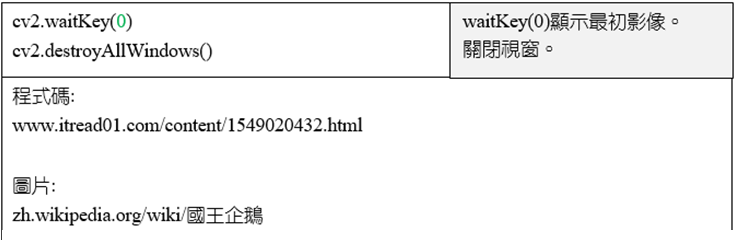 cv2.waitKey(0)
cv2.destroyAllWindows()
waitKey(0)顯示最初影像。
關閉視窗。
程式碼:
www.itread01.com/content/1549020432.html
圖片:
zh.wikipedia.org/wiki/國王企鵝